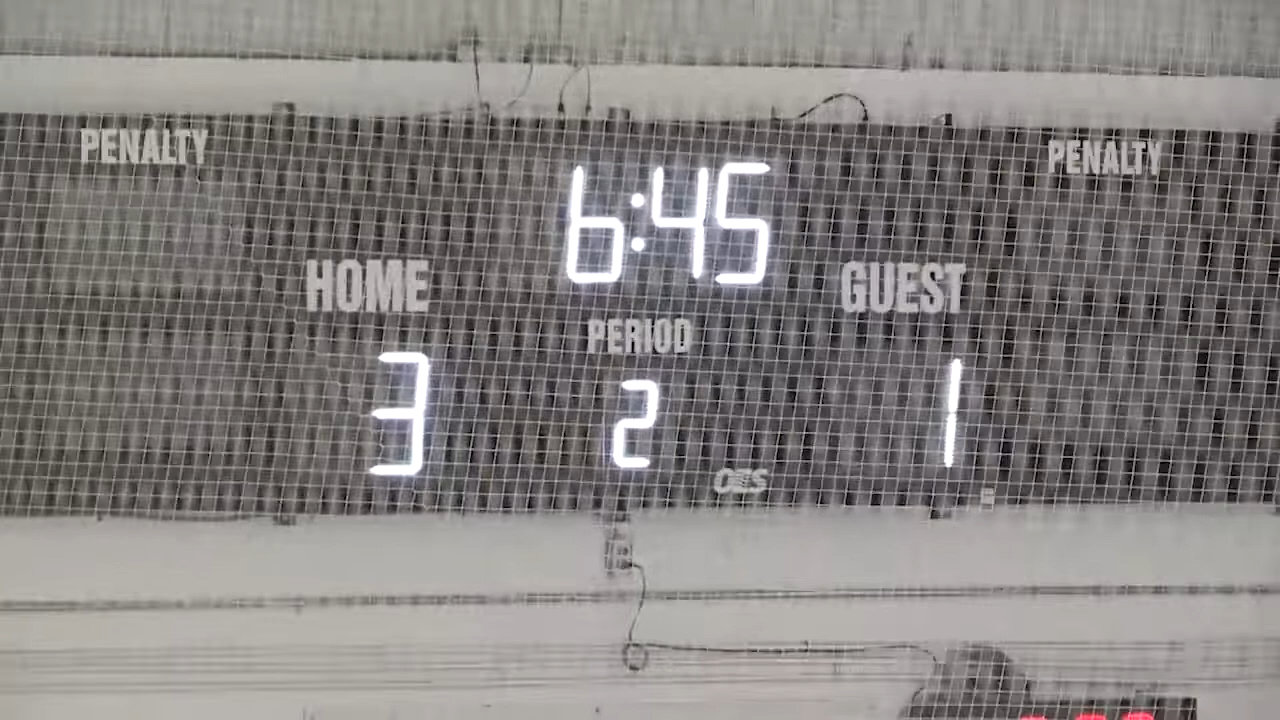 PENALTY PENALTY
6:45
HOME GUEST
PERIOD
3 2 1
OES